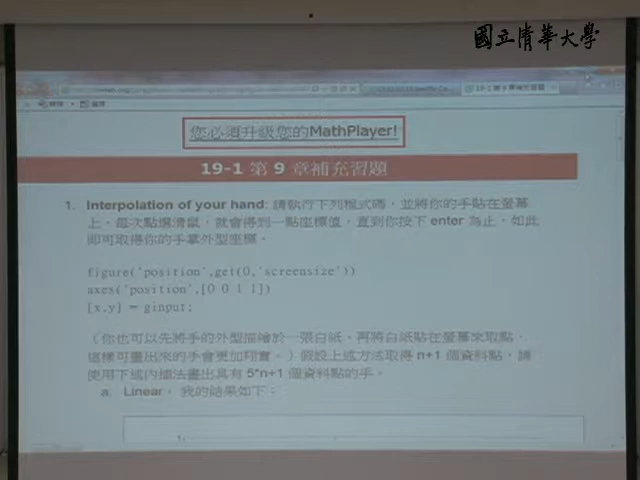 國立清華大學
您必須升級您的MathPlayer!
19-1 第 9 章補充習題
1. Interpolation of your hand: 請執行下列程式碼，並將你的手貼在螢幕
上，每次點選滑鼠，就會得到一點座標值，直到你按下 enter 為止，如此
即可取得你的手掌外型座標。
figure('position',get(0,'screensize'))
axes('position',[0 0 1 1])
[x,y] = ginput;
（你也可以先將手的外型描繪於一張白紙，再將白紙貼在螢幕來取點，
這樣可畫出來的手會更加翔實。）假設上述方法取得 n+1 個資料點，請
使用下述內插法畫出具有 5*n+1 個資料點的手。
a. Linear。我的結果如下：